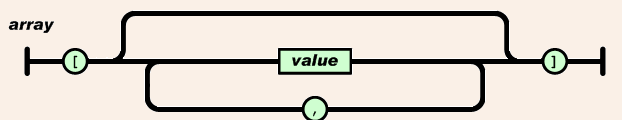 array
[ value ]
,